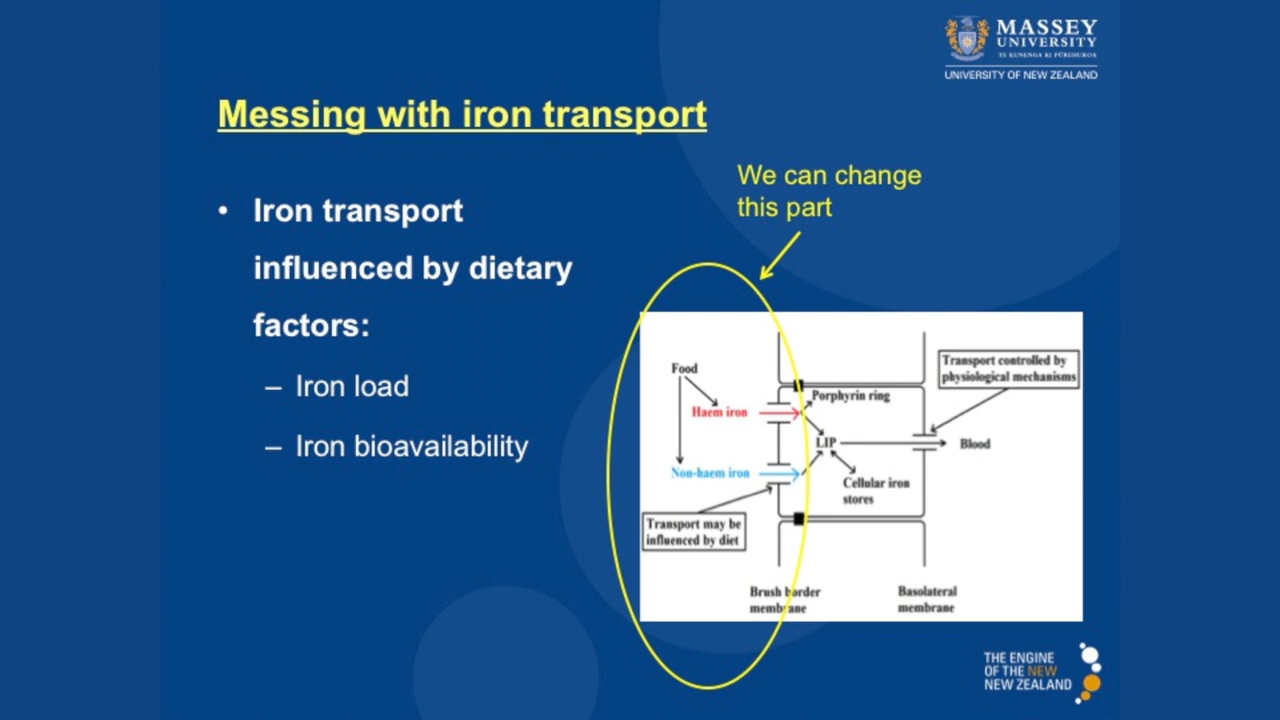 MASSEY
UNIVERSITY
TE KUNENGA KI PŪREHUROA
UNIVERSITY OF NEW ZEALAND
Messing with iron transport
We can change
this part
• Iron transport
influenced by dietary
factors:
– Iron load
– Iron bioavailability
Food
Haem iron
Non-haem iron
Transport may be
influenced by diet
Porphyrin ring
LIP
Cellular iron
stores
Transport controlled by
physiological mechanisms
Blood
Brush border
membrane
Basolateral
membrane
THE ENGINE
OF THE NEW
NEW ZEALAND